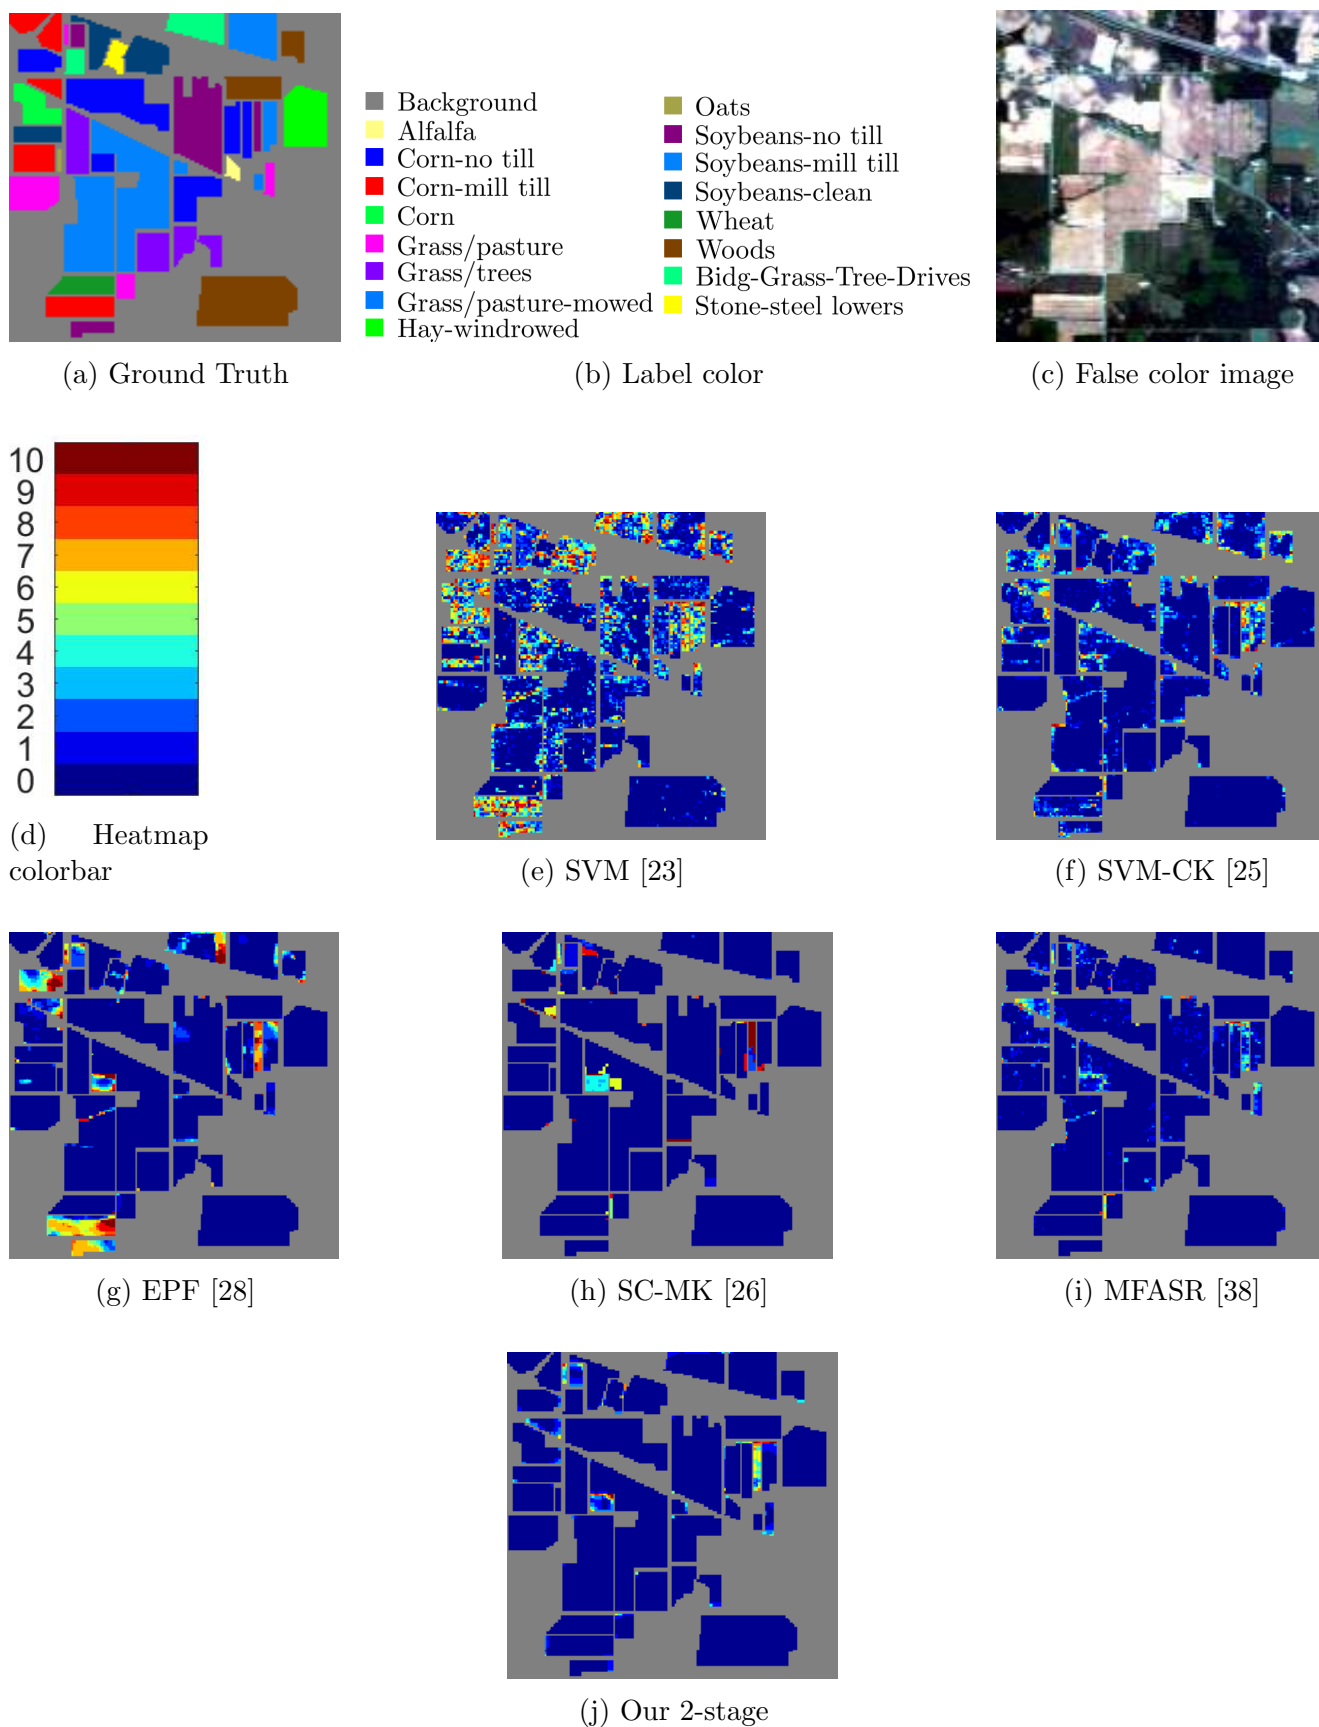 Background
Alfalfa
Corn-no till
Corn-mill till
Corn
Grass/pasture
Grass/trees
Grass/pasture-mowed
Hay-windrowed
Oats
Soybeans-no till
Soybeans-mill till
Soybeans-clean
Wheat
Woods
Bidg-Grass-Tree-Drives
Stone-steel lowers
(a) Ground Truth
(b) Label color
(c) False color image
10
9
8
7
6
5
4
3
2
1
0
(d) Heatmap
colorbar
(e) SVM [23]
(f) SVM-CK [25]
(g) EPF [28]
(h) SC-MK [26]
(i) MFASR [38]
(j) Our 2-stage